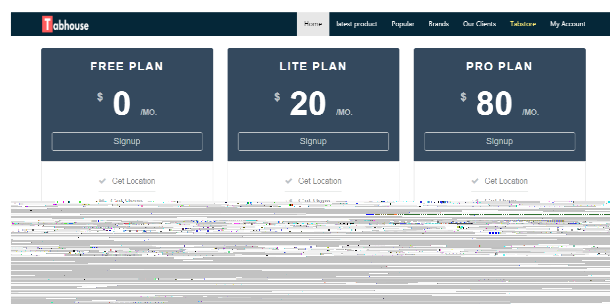 Tabhouse
Home latest product Popular Brands Our Clients Tabstore My Account
FREE PLAN
$ 0 /MO.
Signup
Get Location
LITE PLAN
$ 20 /MO.
Signup
Get Location
PRO PLAN
$ 80 /MO.
Signup
Get Location